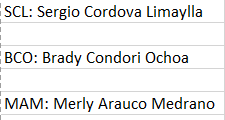 SCL: Sergio Cordova Limaylla
BCO: Brady Condori Ochoa
MAM: Merly Arauco Medrano